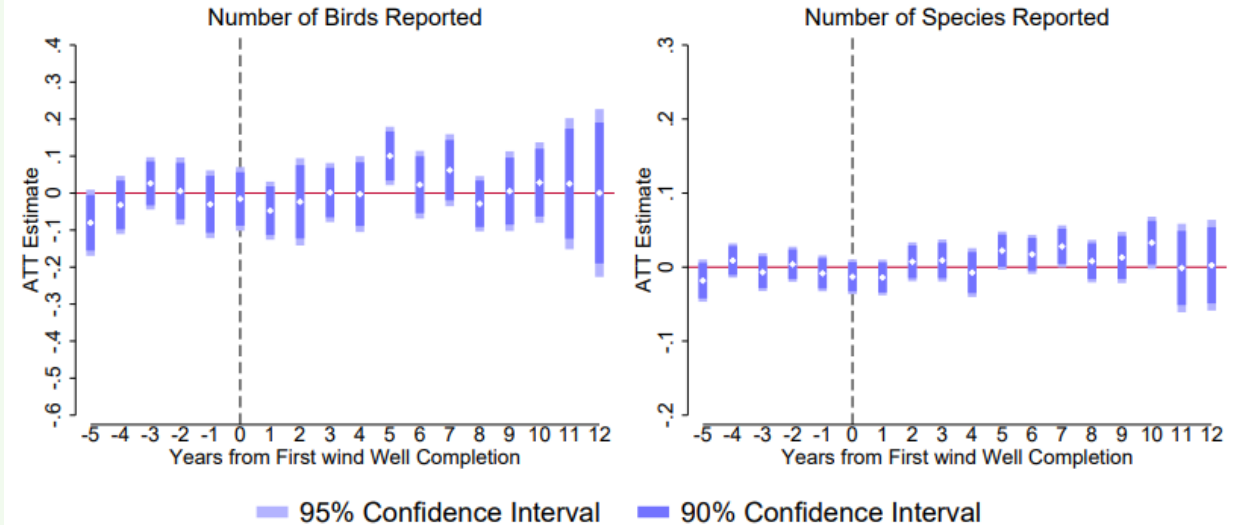 Number of Birds Reported
ATT Estimate
.4
.3
.2
.1
0
-.1
-.2
-.3
-.4
-.5
-.6
-5 -4 -3 -2 -1 0 1 2 3 4 5 6 7 8 9 10 11 12
Years from First wind Well Completion
Number of Species Reported
ATT Estimate
.3
.2
.1
0
-.1
-.2
-5 -4 -3 -2 -1 0 1 2 3 4 5 6 7 8 9 10 11 12
Years from First wind Well Completion
95% Confidence Interval 90% Confidence Interval